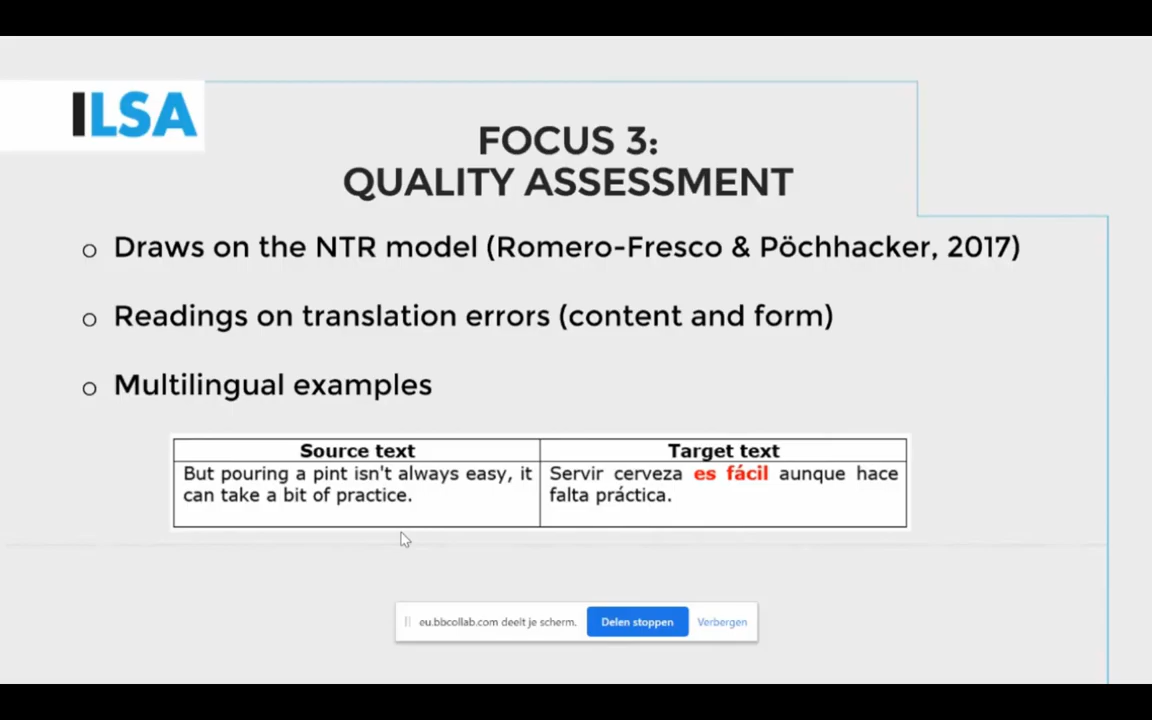 ILSA
FOCUS 3:
QUALITY ASSESSMENT
o Draws on the NTR model (Romero-Fresco & Pöchhacker, 2017)
o Readings on translation errors (content and form)
o Multilingual examples
Source text
Target text
But pouring a pint isn't always easy, it
can take a bit of practice.
Servir cerveza es fácil aunque hace
falta práctica.
eu.bbcollab.com deelt je scherm.
Delen stoppen
Verbergen